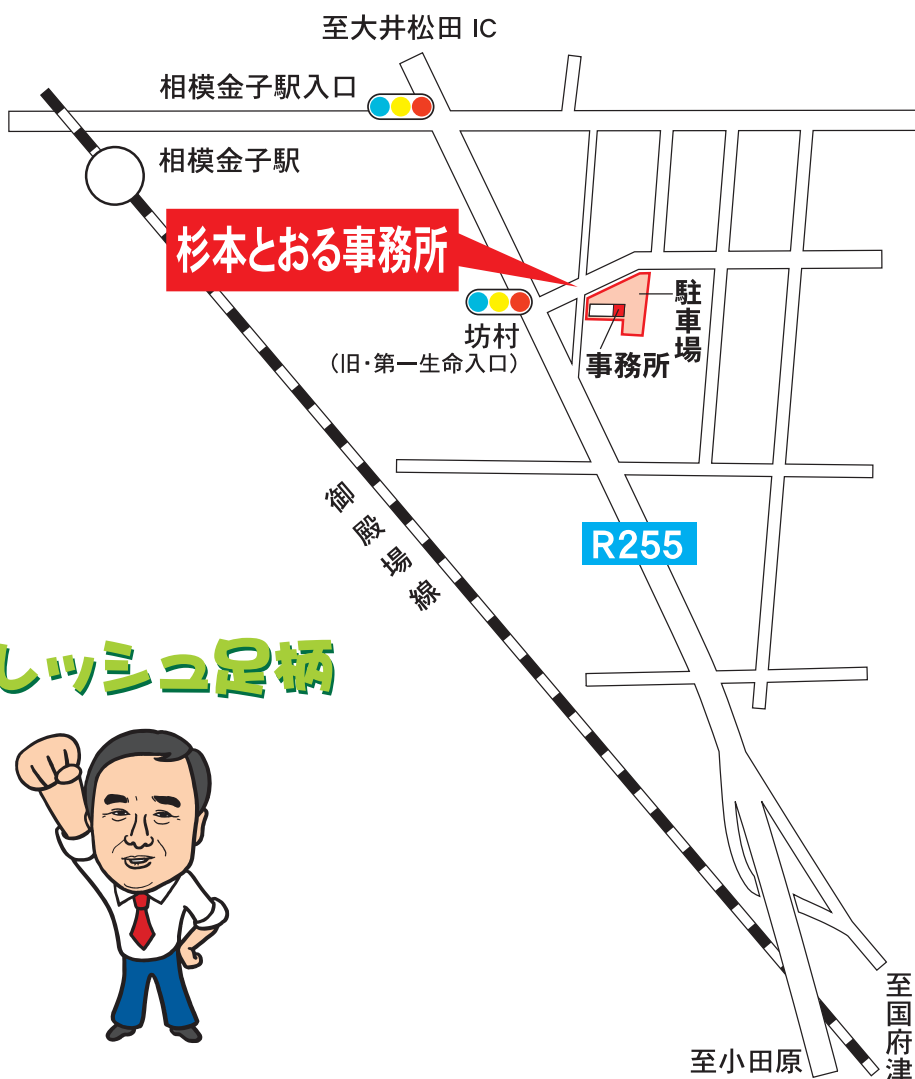 至大井松田 IC
相模金子駅入口
相模金子駅
杉本とおる事務所
坊村
（旧・第一生命入口）
駐車場
事務所
御殿場線
R255
レッシュ足柄
至国府津
至小田原